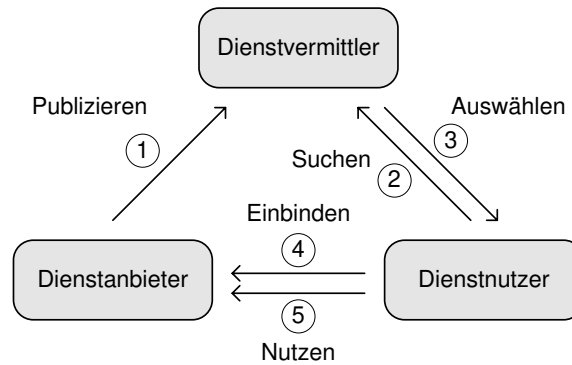 Dienstvermittler
Publizieren
1
Auswählen
3
Suchen
2
Einbinden
4
Dienstanbieter
Dienstnutzer
5
Nutzen